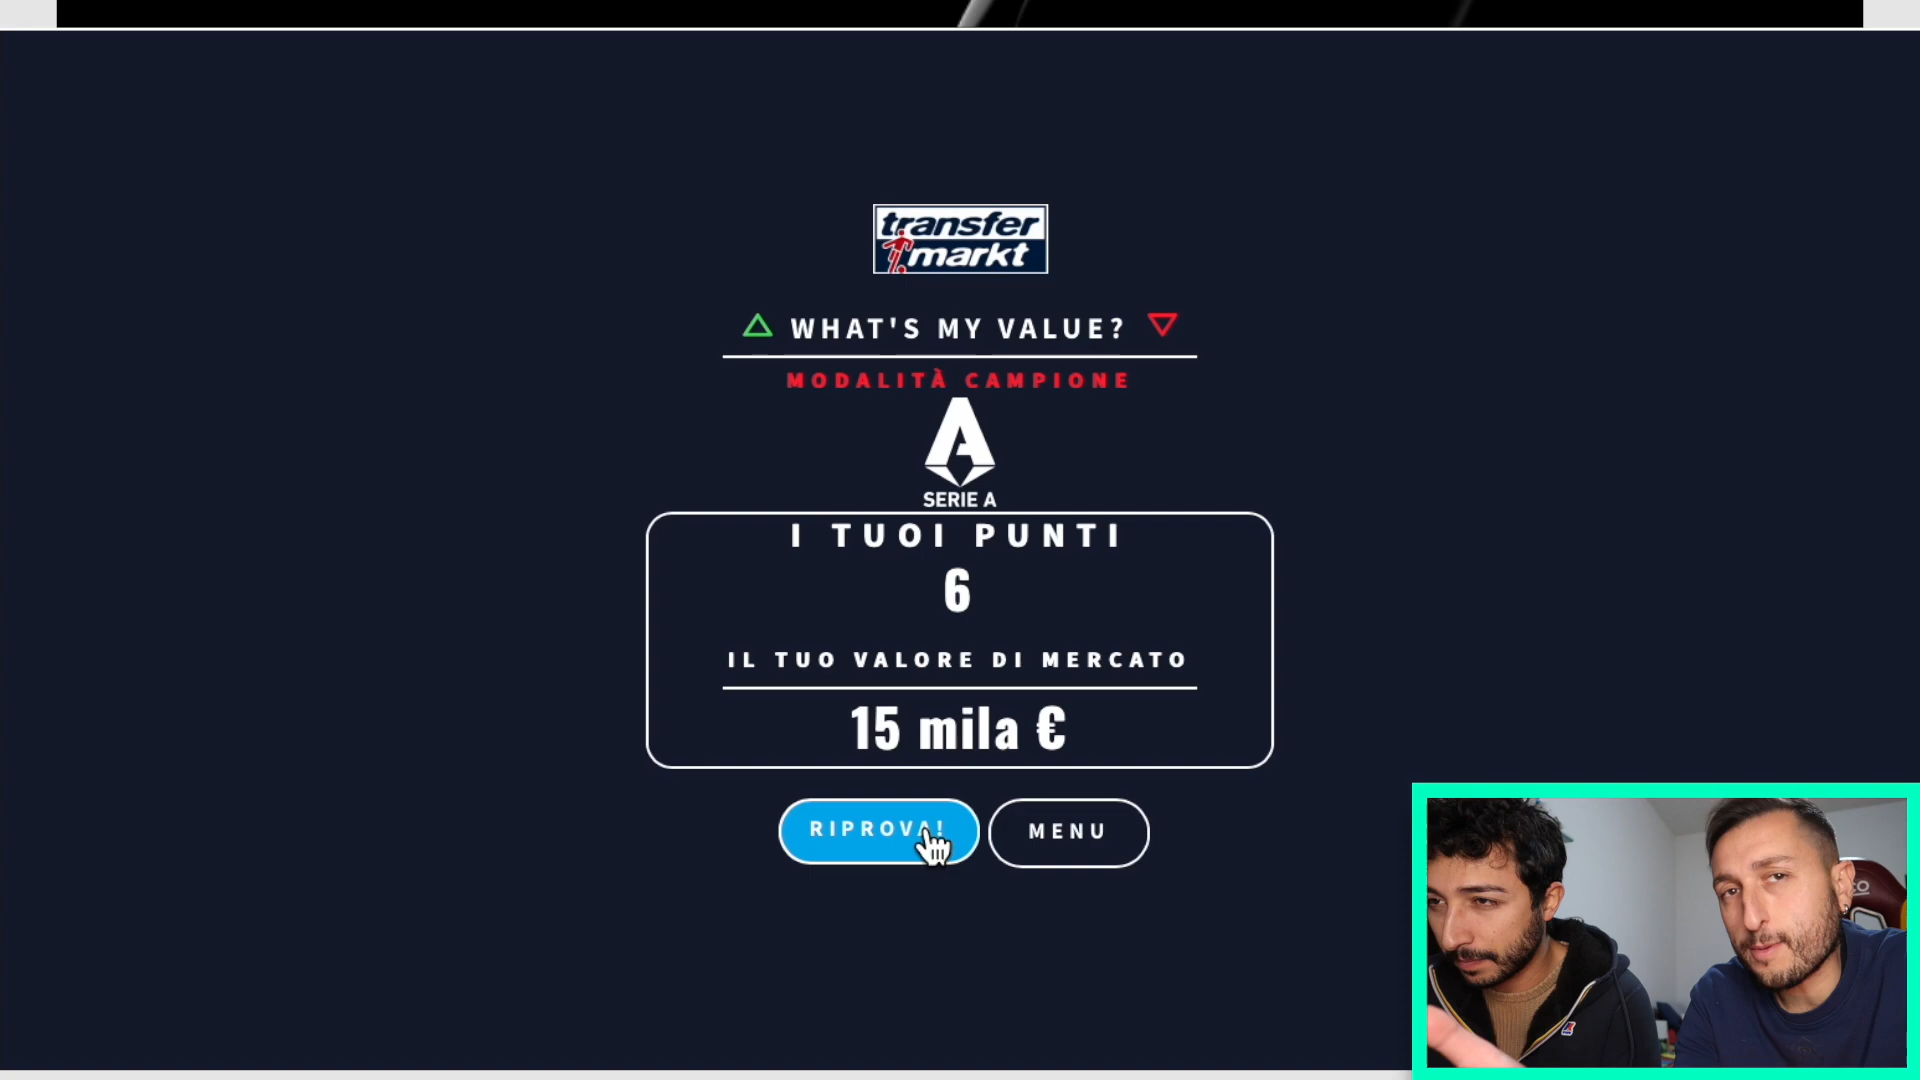 transfer
markt
WHAT'S MY VALUE?
MODALITÀ CAMPIONE
SERIE A
I TUOI PUNTI
6
IL TUO VALORE DI MERCATO
15 mila €
RIPROVA!
MENU